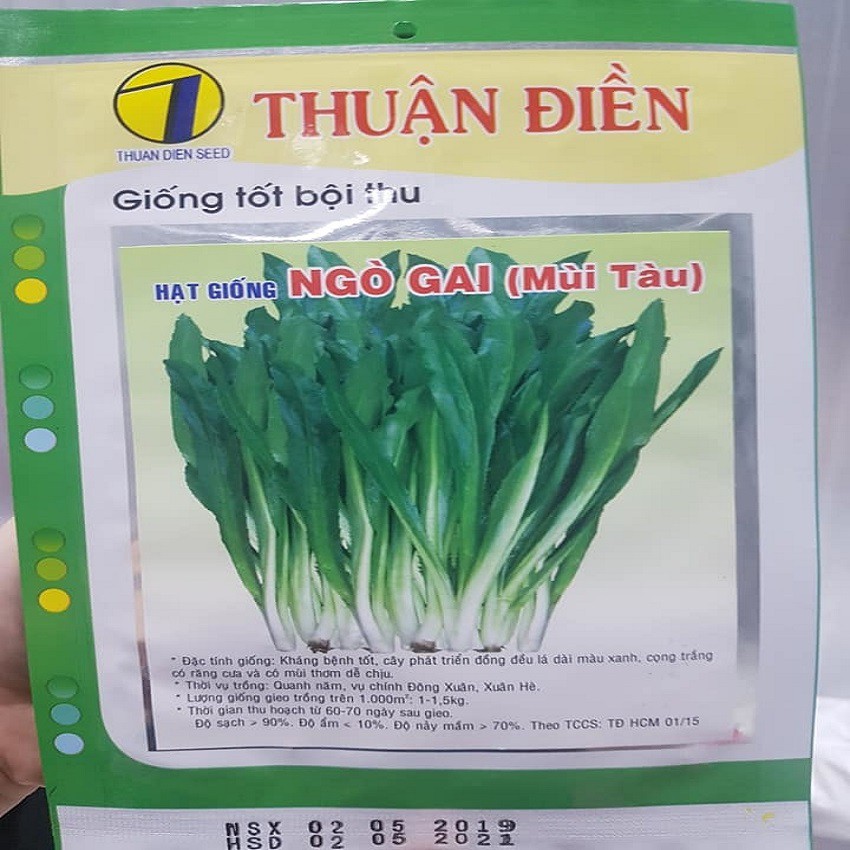 THUẬN ĐIỀN
THUAN DIEN SEED
Giống tốt bội thu
HẠT GIỐNG NGÒ GAI (Mùi Tàu)
* Đặc tính giống: Kháng bệnh tốt, cây phát triển đồng đều lá dài màu xanh, cọng trắng
có răng cưa và có mùi thơm dễ chịu.
* Thời vụ trồng: Quanh năm, vụ chính Đông Xuân, Xuân Hè.
* Lượng giống gieo trồng trên 1.000m²: 1-1,5kg.
* Thời gian thu hoạch từ 60-70 ngày sau gieo.
Độ sạch > 90%. Độ ẩm < 10%. Độ nảy mầm > 70%. Theo TCCS: TĐ HCM 01/15
NSX 02 05 2019
HSD 02 05 2021